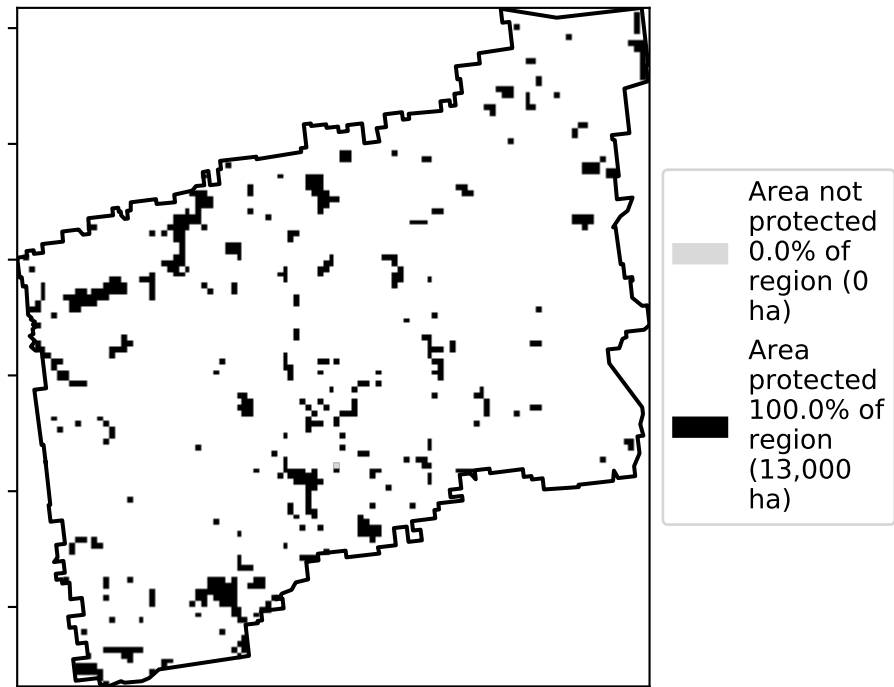 Area not
protected
0.0% of
region (0
ha)
Area
protected
100.0% of
region
(13,000
ha)